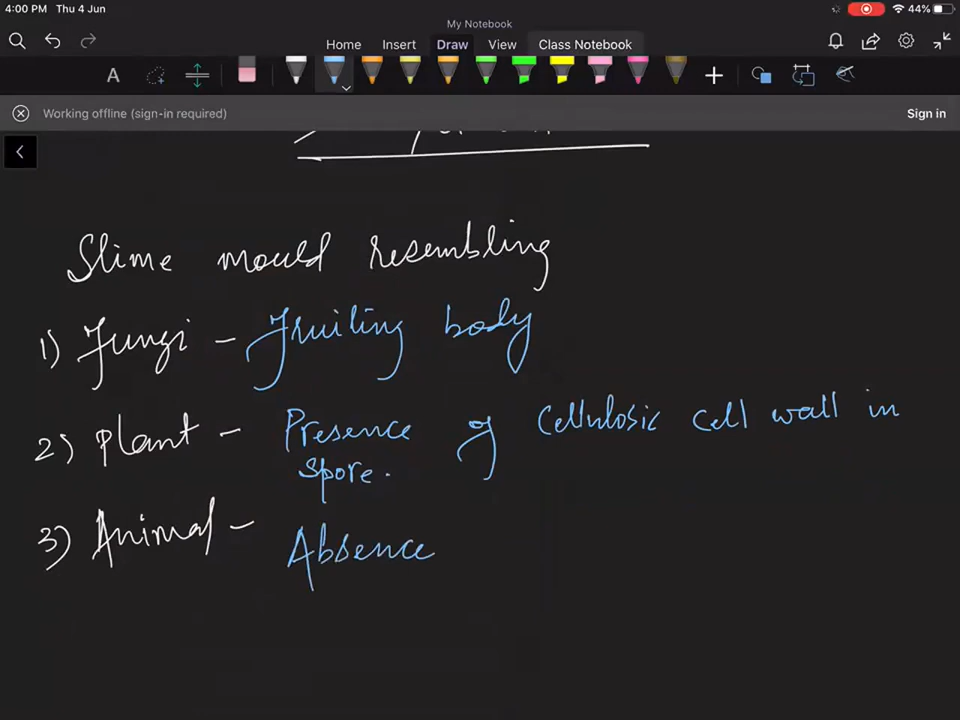 4:00 PM Thu 4 Jun
44%
My Notebook
Home Insert Draw View Class Notebook
A
Working offline (sign-in required)
Sign in
Slime mould resembling
1) Fungi - Fruiting body
2) Plant - Presence of Cellulosic cell wall in
spore.
3) Animal - Absence